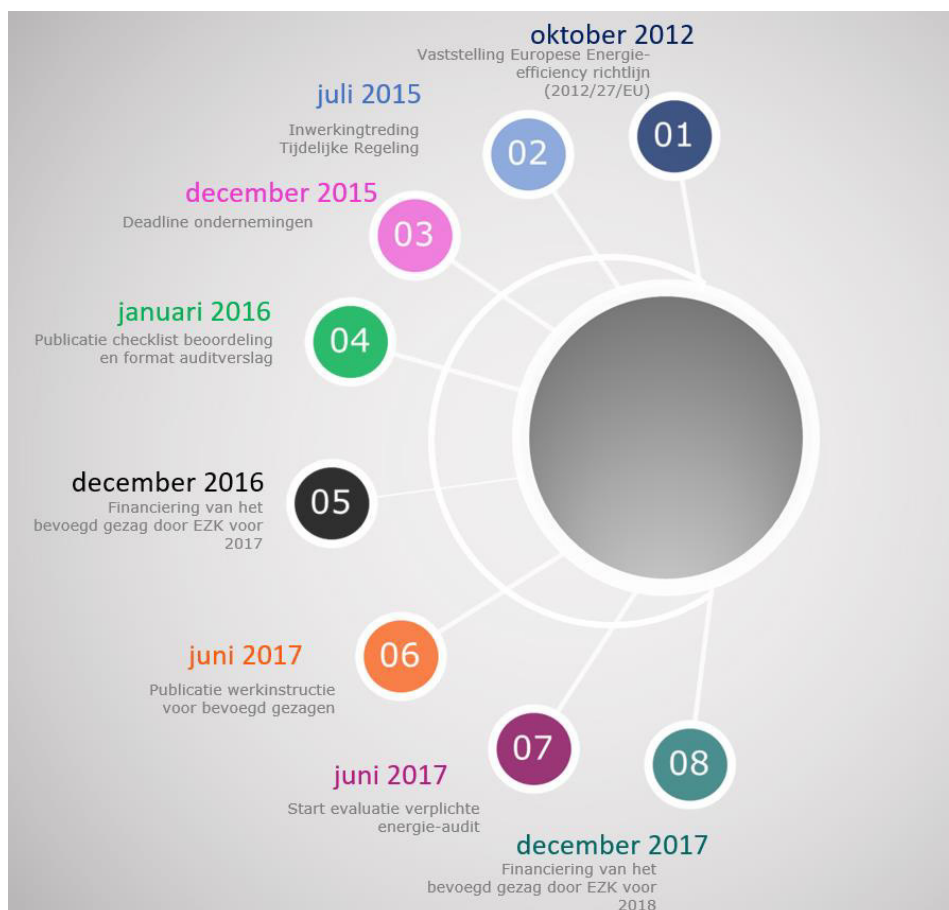 oktober 2012
Vaststelling Europese Energie-
efficiency richtlijn
(2012/27/EU)
01
juli 2015
Inwerkingtreding
Tijdelijke Regeling
02
december 2015
Deadline ondernemingen
03
januari 2016
Publicatie checklist beoordeling
en format auditverslag
04
december 2016
Financiering van het
bevoegd gezag door EZK voor
2017
05
juni 2017
Publicatie werkinstructie
voor bevoegd gezagen
06
juni 2017
Start evaluatie verplichte
energie-audit
07
december 2017
Financiering van het
bevoegd gezag door EZK voor
2018
08